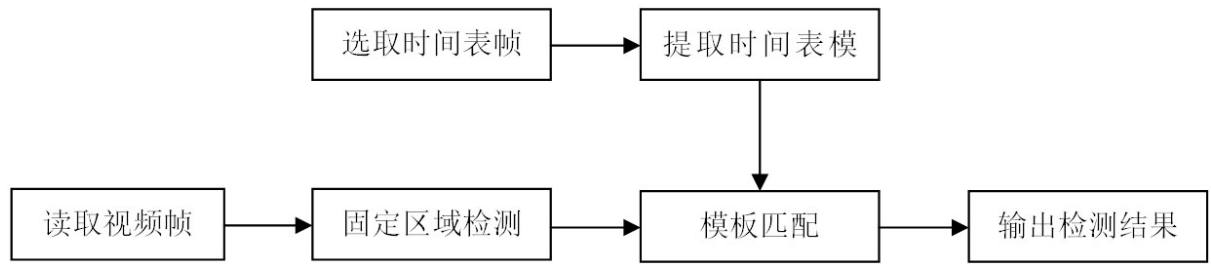 选取时间表帧
提取时间表模
读取视频帧
固定区域检测
模板匹配
输出检测结果